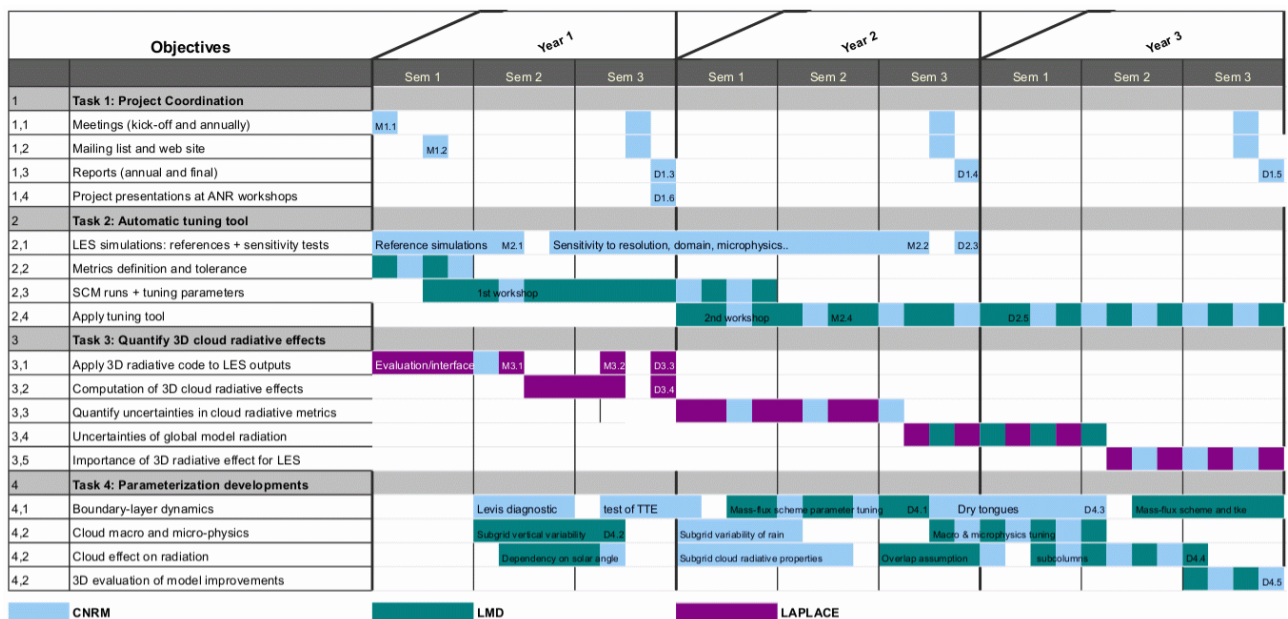 Objectives Year 1 Year 2 Year 3
Sem 1 Sem 2 Sem 3 Sem 1 Sem 2 Sem 3 Sem 1 Sem 2 Sem 3
1 Task 1: Project Coordination
1,1 Meetings (kick-off and annually) M1.1
1,2 Mailing list and web site M1.2
1,3 Reports (annual and final) D1.3 D1.4 D1.5
1,4 Project presentations at ANR workshops D1.6
2 Task 2: Automatic tuning tool
2,1 LES simulations: references + sensitivity tests Reference simulations M2.1 Sensitivity to resolution, domain, microphysics.. M2.2 D2.3
2,2 Metrics definition and tolerance
2,3 SCM runs + tuning parameters 1st workshop
2,4 Apply tuning tool 2nd workshop M2.4 D2.5
3 Task 3: Quantify 3D cloud radiative effects
3,1 Apply 3D radiative code to LES outputs Evaluation/interface M3.1 M3.2 D3.3
3,2 Computation of 3D cloud radiative effects D3.4
3,3 Quantify uncertainties in cloud radiative metrics
3,4 Uncertainties of global model radiation
3,5 Importance of 3D radiative effect for LES
4 Task 4: Parameterization developments
4,1 Boundary-layer dynamics Levis diagnostic test of TTE Mass-flux scheme parameter tuning D4.1 Dry tongues D4.3 Mass-flux scheme and tke
4,2 Cloud macro and micro-physics Subgrid vertical variability D4.2 Subgrid variability of rain Macro & microphysics tuning
4,2 Cloud effect on radiation Dependency on solar angle Subgrid cloud radiative properties Overlap assumption subcolumns D4.4
4,2 3D evaluation of model improvements D4.5
CNRM LMD LAPLACE